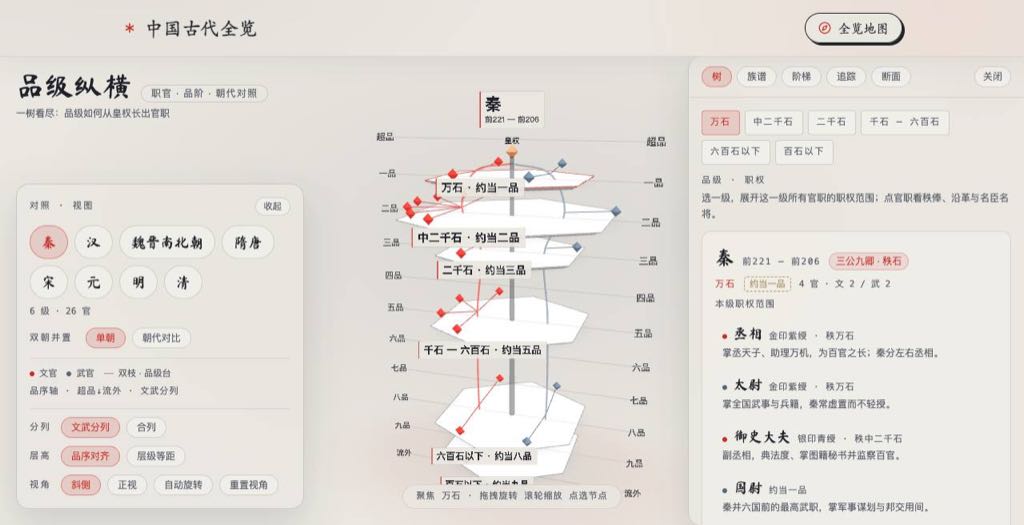 * 中国古代全览
全览地图
品级纵横
职官 · 品阶 · 朝代对照
一树看尽：品级如何从皇权长出官职
对照 · 视图
收起
秦 汉 魏晋南北朝 隋唐
宋 元 明 清
6 级 · 26 官
双朝并置 单朝 朝代对比
文官 武官 双枝·品级台
品序轴 · 超品↓流外 · 文武分列
分列 文武分列 合列
层高 品序对齐 层级等距
视角 斜侧 正视 自动旋转 重置视角
秦
前221 — 前206
皇权
超品
一品
二品
三品
四品
五品
六品
七品
八品
九品
流外
万石 · 约当一品
中二千石 · 约当二品
二千石 · 约当三品
千石 — 六百石 · 约当五品
六百石以下 · 约当八品
百石以下 · 约当九品
超品
一品
二品
三品
四品
五品
六品
七品
八品
九品
流外
聚焦 万石 · 拖拽旋转 滚轮缩放 点选节点
树 族谱 阶梯 追踪 断面 关闭
万石 中二千石 二千石 千石 — 六百石
六百石以下 百石以下
品级 · 职权
选一级，展开这一级所有官职的职权范围；点官职看秩俸、沿革与名臣名
将。
秦 前221 — 前206 三公九卿·秩石
万石 约当一品 4 官 · 文 2 / 武 2
本级职权范围
丞相 金印紫绶 · 秩万石
掌丞天子、助理万机，为百官之长；秦分左右丞相。
太尉 金印紫绶 · 秩万石
掌全国武事与兵籍，秦常虚置而不轻授。
御史大夫 银印青绶 · 秩中二千石
副丞相，典法度、掌图籍秘书并监察百官。
国尉 约当一品
秦并六国前的最高武职，掌军事谋划与邦交用间。